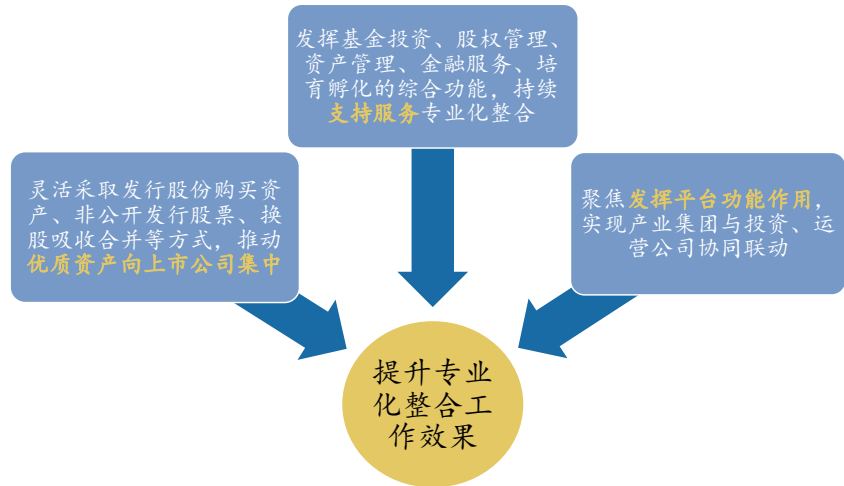 发挥基金投资、股权管理、
资产管理、金融服务、培
育孵化的综合功能，持续
支持服务专业化整合
灵活采取发行股份购买资
产、非公开发行股票、换
股吸收合并等方式，推动
优质资产向上市公司集中
聚焦发挥平台功能作用，
实现产业集团与投资、运
营公司协同联动
提升专业
化整合工
作效果